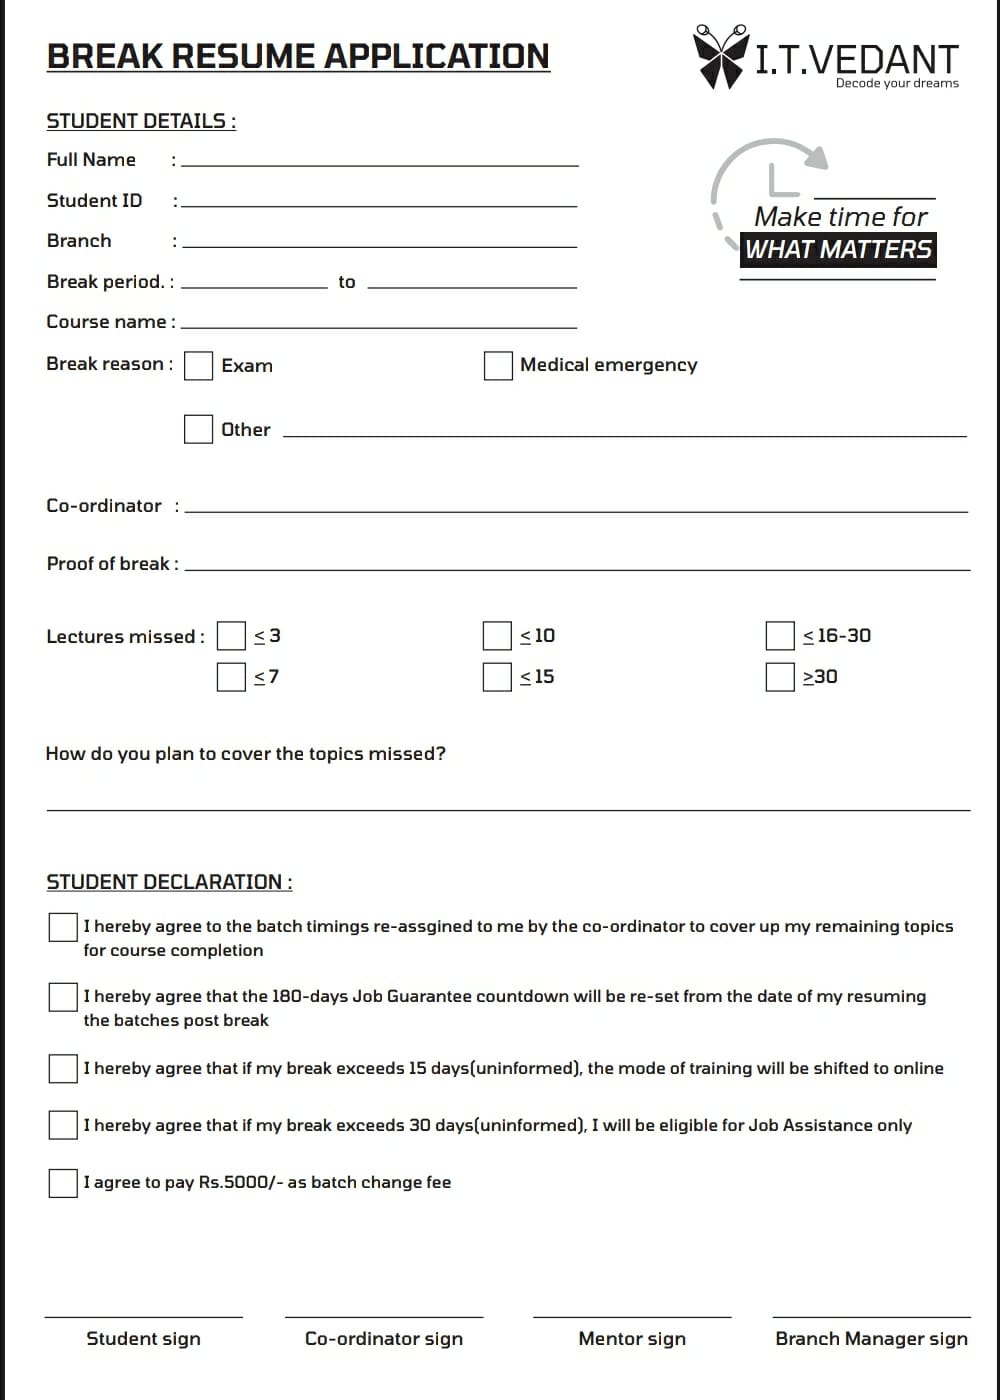 BREAK RESUME APPLICATION
I.T.VEDANT
Decode your dreams
STUDENT DETAILS :
Full Name :
Student ID :
Branch :
Break period. : to
Course name :
Make time for
WHAT MATTERS
Break reason : Exam Medical emergency
Other
Co-ordinator :
Proof of break :
Lectures missed : ≤ 3 ≤ 10 ≤ 16-30
≤ 7 ≤ 15 ≥30
How do you plan to cover the topics missed?
STUDENT DECLARATION :
I hereby agree to the batch timings re-assgined to me by the co-ordinator to cover up my remaining topics
for course completion
I hereby agree that the 180-days Job Guarantee countdown will be re-set from the date of my resuming
the batches post break
I hereby agree that if my break exceeds 15 days(uninformed), the mode of training will be shifted to online
I hereby agree that if my break exceeds 30 days(uninformed), I will be eligible for Job Assistance only
I agree to pay Rs.5000/- as batch change fee
Student sign Co-ordinator sign Mentor sign Branch Manager sign